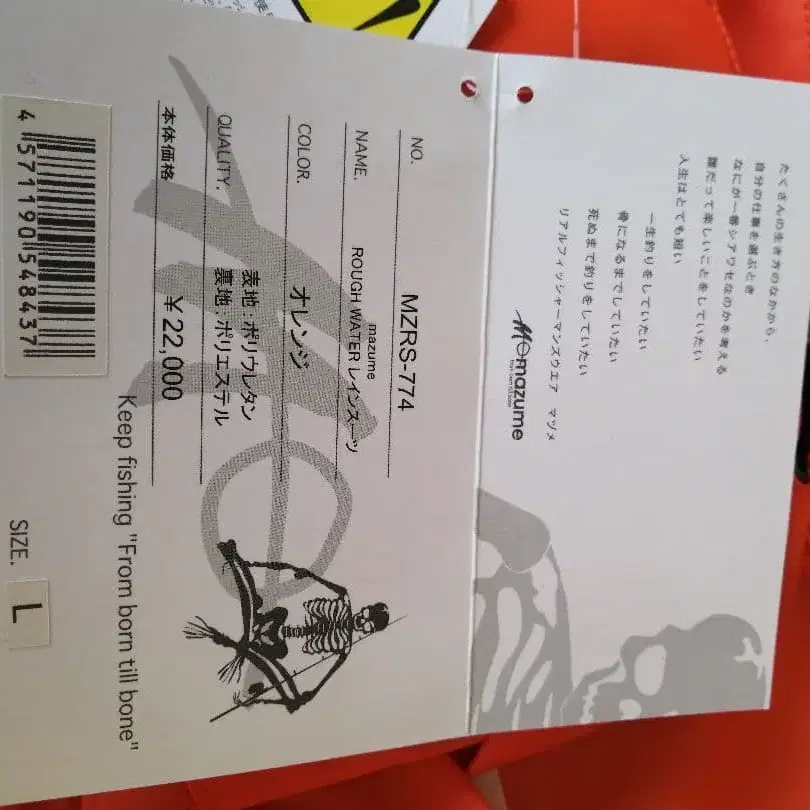 たくさんの生き方のなかから、
自分の仕事を選ぶとき
なにが一番シアワセなのかを考える
誰だって楽しいことをしていたい
人生はとても短い
一生釣りをしていたい
骨になるまでしていたい
死ぬまで釣りをしていたい
リアルフィッシャーマンズウエア マヅメ
mazume
NO. MZRS-774
NAME. mazume
ROUGH WATER レインスーツ
COLOR. オレンジ
QUALITY. 表地:ポリウレタン
裏地:ポリエステル
本体価格 ¥22,000
Keep fishing "From born till bone"
4 571190 548437
SIZE. L